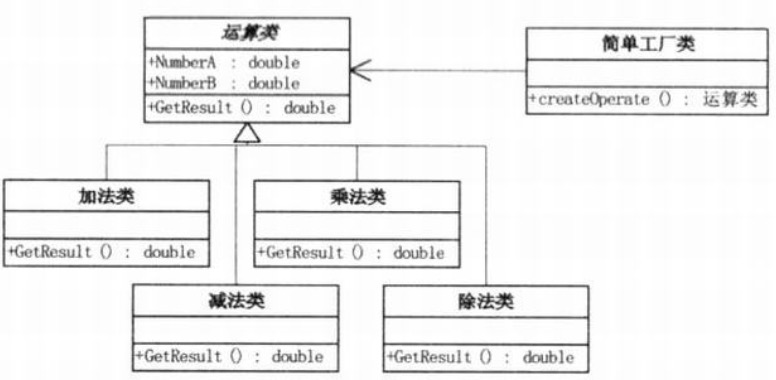 运算类
+NumberA : double
+NumberB : double
+GetResult () : double
简单工厂类
+createOperate () : 运算类
加法类
+GetResult () : double
乘法类
+GetResult () : double
减法类
+GetResult () : double
除法类
+GetResult () : double